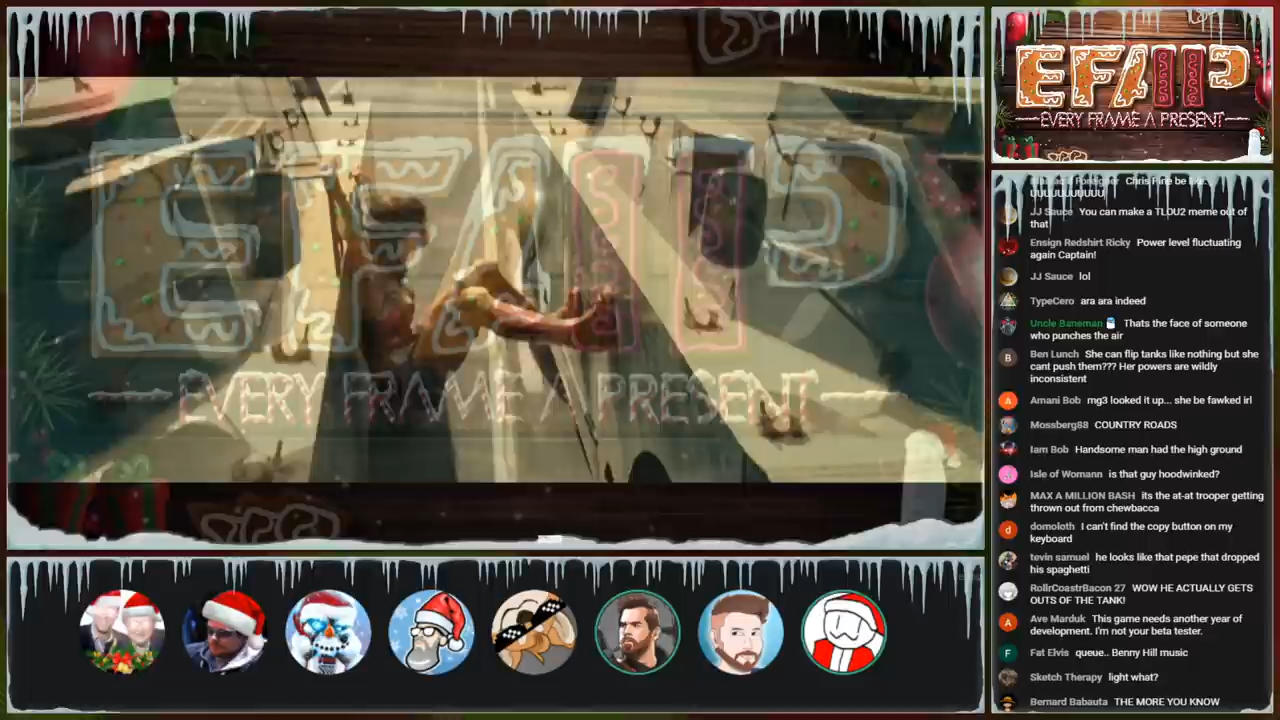 EFAP
EVERY FRAME A PRESENT
EFAP
EVERY FRAME A PRESENT
Chris Pine be like..
UUUUUUUUUUU
JJ Sauce You can make a TLOU2 meme out of
that
Ensign Redshirt Ricky Power level fluctuating
again Captain!
JJ Sauce lol
TypeCero ara ara indeed
Uncle Baneman Thats the face of someone
who punches the air
Ben Lunch She can flip tanks like nothing but she
cant push them??? Her powers are wildly
inconsistent
Amani Bob mg3 looked it up... she be fawked irl
Mossberg88 COUNTRY ROADS
Iam Bob Handsome man had the high ground
Isle of Womann is that guy hoodwinked?
MAX A MILLION BASH its the at-at trooper getting
thrown out from chewbacca
domoloth I can't find the copy button on my
keyboard
tevin samuel he looks like that pepe that dropped
his spaghetti
RollrCoastrBacon 27 WOW HE ACTUALLY GETS
OUTS OF THE TANK!
Ave Marduk This game needs another year of
development. I'm not your beta tester.
Fat Elvis queue.. Benny Hill music
Sketch Therapy light what?
Bernard Babauta THE MORE YOU KNOW